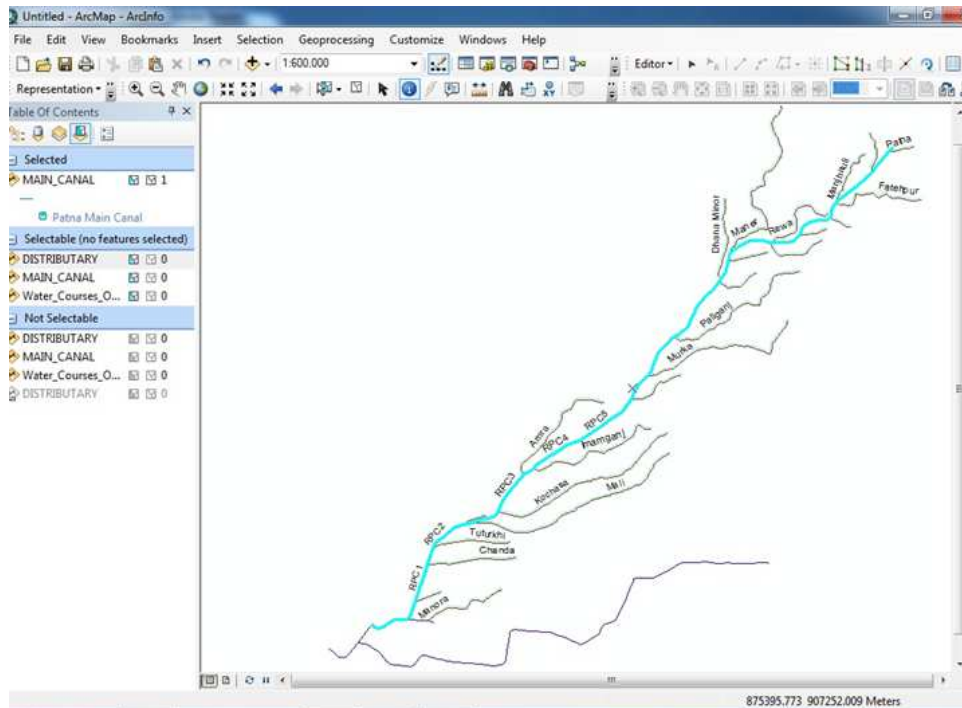 Untitled - ArcMap - ArcInfo
File Edit View Bookmarks Insert Selection Geoprocessing Customize Windows Help
1:600,000
Editor
Representation
Table Of Contents
Selected
MAIN_CANAL 1
Patna Main Canal
Selectable (no features selected)
DISTRIBUTARY 0
MAIN_CANAL 0
Water_Courses_O... 0
Not Selectable
DISTRIBUTARY 0
MAIN_CANAL 0
Water_Courses_O... 0
DISTRIBUTARY 0
Patna
Manjhauli
Fatehpur
Dhana Minor
Maner
Rewa
Paliganj
Murka
RPC5
Amra
RPC4
Imamganj
RPC3
Kochasa
Mali
RPC2
Tuturkhi
Chanda
RPC1
Manora
875395.773 907252.009 Meters